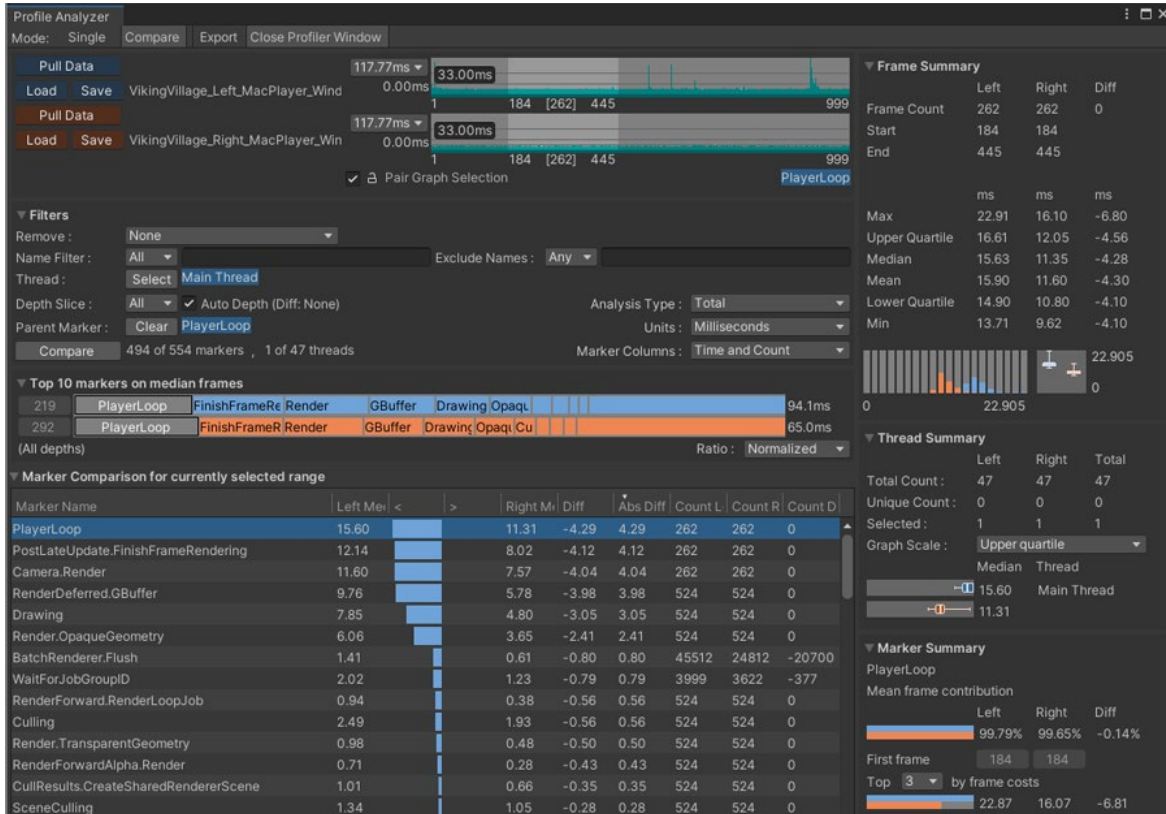 Profile Analyzer
Mode: Single Compare Export Close Profiler Window
Pull Data
Load Save VikingVillage_Left_MacPlayer_Wind
117.77ms
0.00ms
33.00ms
1 184 [262] 445 999
Pull Data
Load Save VikingVillage_Right_MacPlayer_Win
117.77ms
0.00ms
33.00ms
1 184 [262] 445 999
Pair Graph Selection PlayerLoop
Filters
Remove : None
Name Filter : All Exclude Names : Any
Thread : Select Main Thread
Depth Slice : All Auto Depth (Diff: None) Analysis Type : Total
Parent Marker : Clear PlayerLoop Units : Milliseconds
Compare 494 of 554 markers , 1 of 47 threads Marker Columns : Time and Count
Top 10 markers on median frames
219 PlayerLoop FinishFrameRe Render GBuffer Drawing Opaqu 94.1ms
292 PlayerLoop FinishFrameR Render GBuffer Drawing Opaqu Cu 65.0ms
(All depths) Ratio : Normalized
Marker Comparison for currently selected range
Marker Name Left Me < > Right M Diff Abs Diff Count L Count R Count D
PlayerLoop 15.60 11.31 -4.29 4.29 262 262 0
PostLateUpdate.FinishFrameRendering 12.14 8.02 -4.12 4.12 262 262 0
Camera.Render 11.60 7.57 -4.04 4.04 262 262 0
RenderDeferred.GBuffer 9.76 5.78 -3.98 3.98 524 524 0
Drawing 7.85 4.80 -3.05 3.05 524 524 0
Render.OpaqueGeometry 6.06 3.65 -2.41 2.41 524 524 0
BatchRenderer.Flush 1.41 0.61 -0.80 0.80 45512 24812 -20700
WaitForJobGroupID 2.02 1.23 -0.79 0.79 3999 3622 -377
RenderForward.RenderLoopJob 0.94 0.38 -0.56 0.56 524 524 0
Culling 2.49 1.93 -0.56 0.56 524 524 0
Render.TransparentGeometry 0.98 0.48 -0.50 0.50 524 524 0
RenderForwardAlpha.Render 0.71 0.28 -0.43 0.43 524 524 0
CullResults.CreateSharedRendererScene 1.01 0.66 -0.35 0.35 524 524 0
SceneCulling 1.34 1.05 -0.28 0.28 524 524 0
Frame Summary
Left Right Diff
Frame Count 262 262 0
Start 184 184
End 445 445
ms ms ms
Max 22.91 16.10 -6.80
Upper Quartile 16.61 12.05 -4.56
Median 15.63 11.35 -4.28
Mean 15.90 11.60 -4.30
Lower Quartile 14.90 10.80 -4.10
Min 13.71 9.62 -4.10
22.905
0
0 22.905
Thread Summary
Left Right Total
Total Count : 47 47 47
Unique Count : 0 0 0
Selected : 1 1 1
Graph Scale : Upper quartile
Median Thread
15.60 Main Thread
11.31
Marker Summary
PlayerLoop
Mean frame contribution
Left Right Diff
99.79% 99.65% -0.14%
First frame 184 184
Top 3 by frame costs
22.87 16.07 -6.81